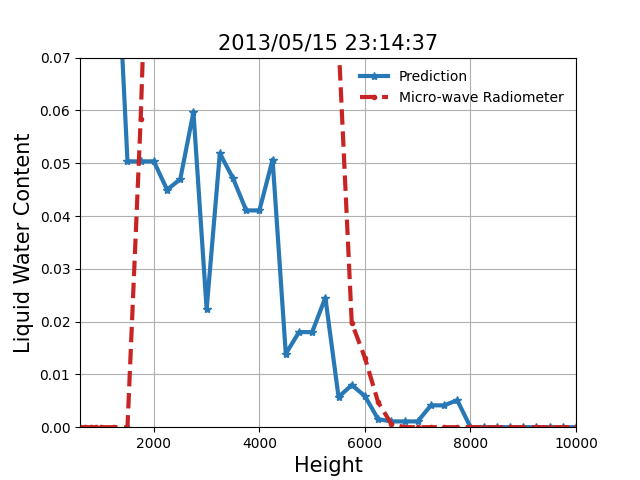 2013/05/15 23:14:37
Liquid Water Content
0.07
0.06
0.05
0.04
0.03
0.02
0.01
0.00
Prediction
Micro-wave Radiometer
2000 4000 6000 8000 10000
Height